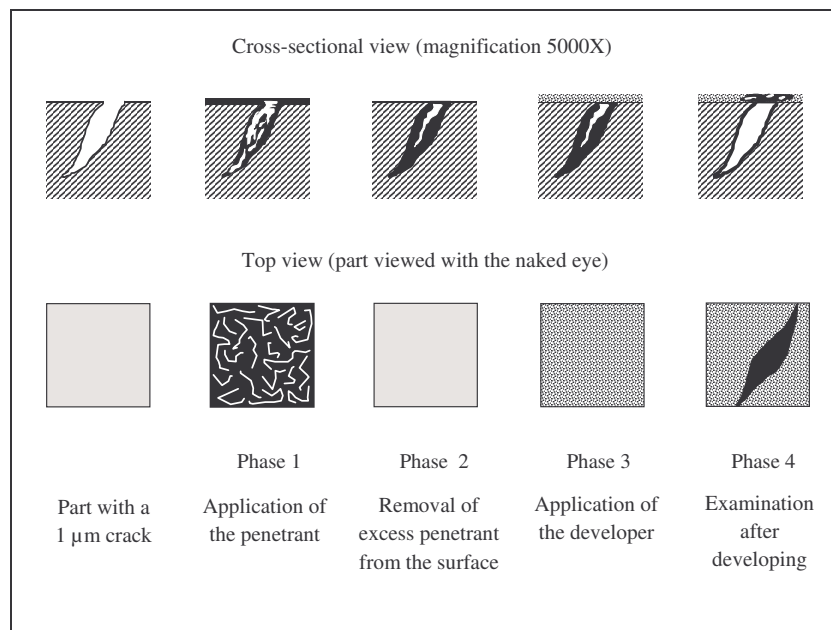 Cross-sectional view (magnification 5000X)
Top view (part viewed with the naked eye)
Phase 1
Phase 2
Phase 3
Phase 4
Part with a
1 µm crack
Application of
the penetrant
Removal of
excess penetrant
from the surface
Application of
the developer
Examination
after
developing